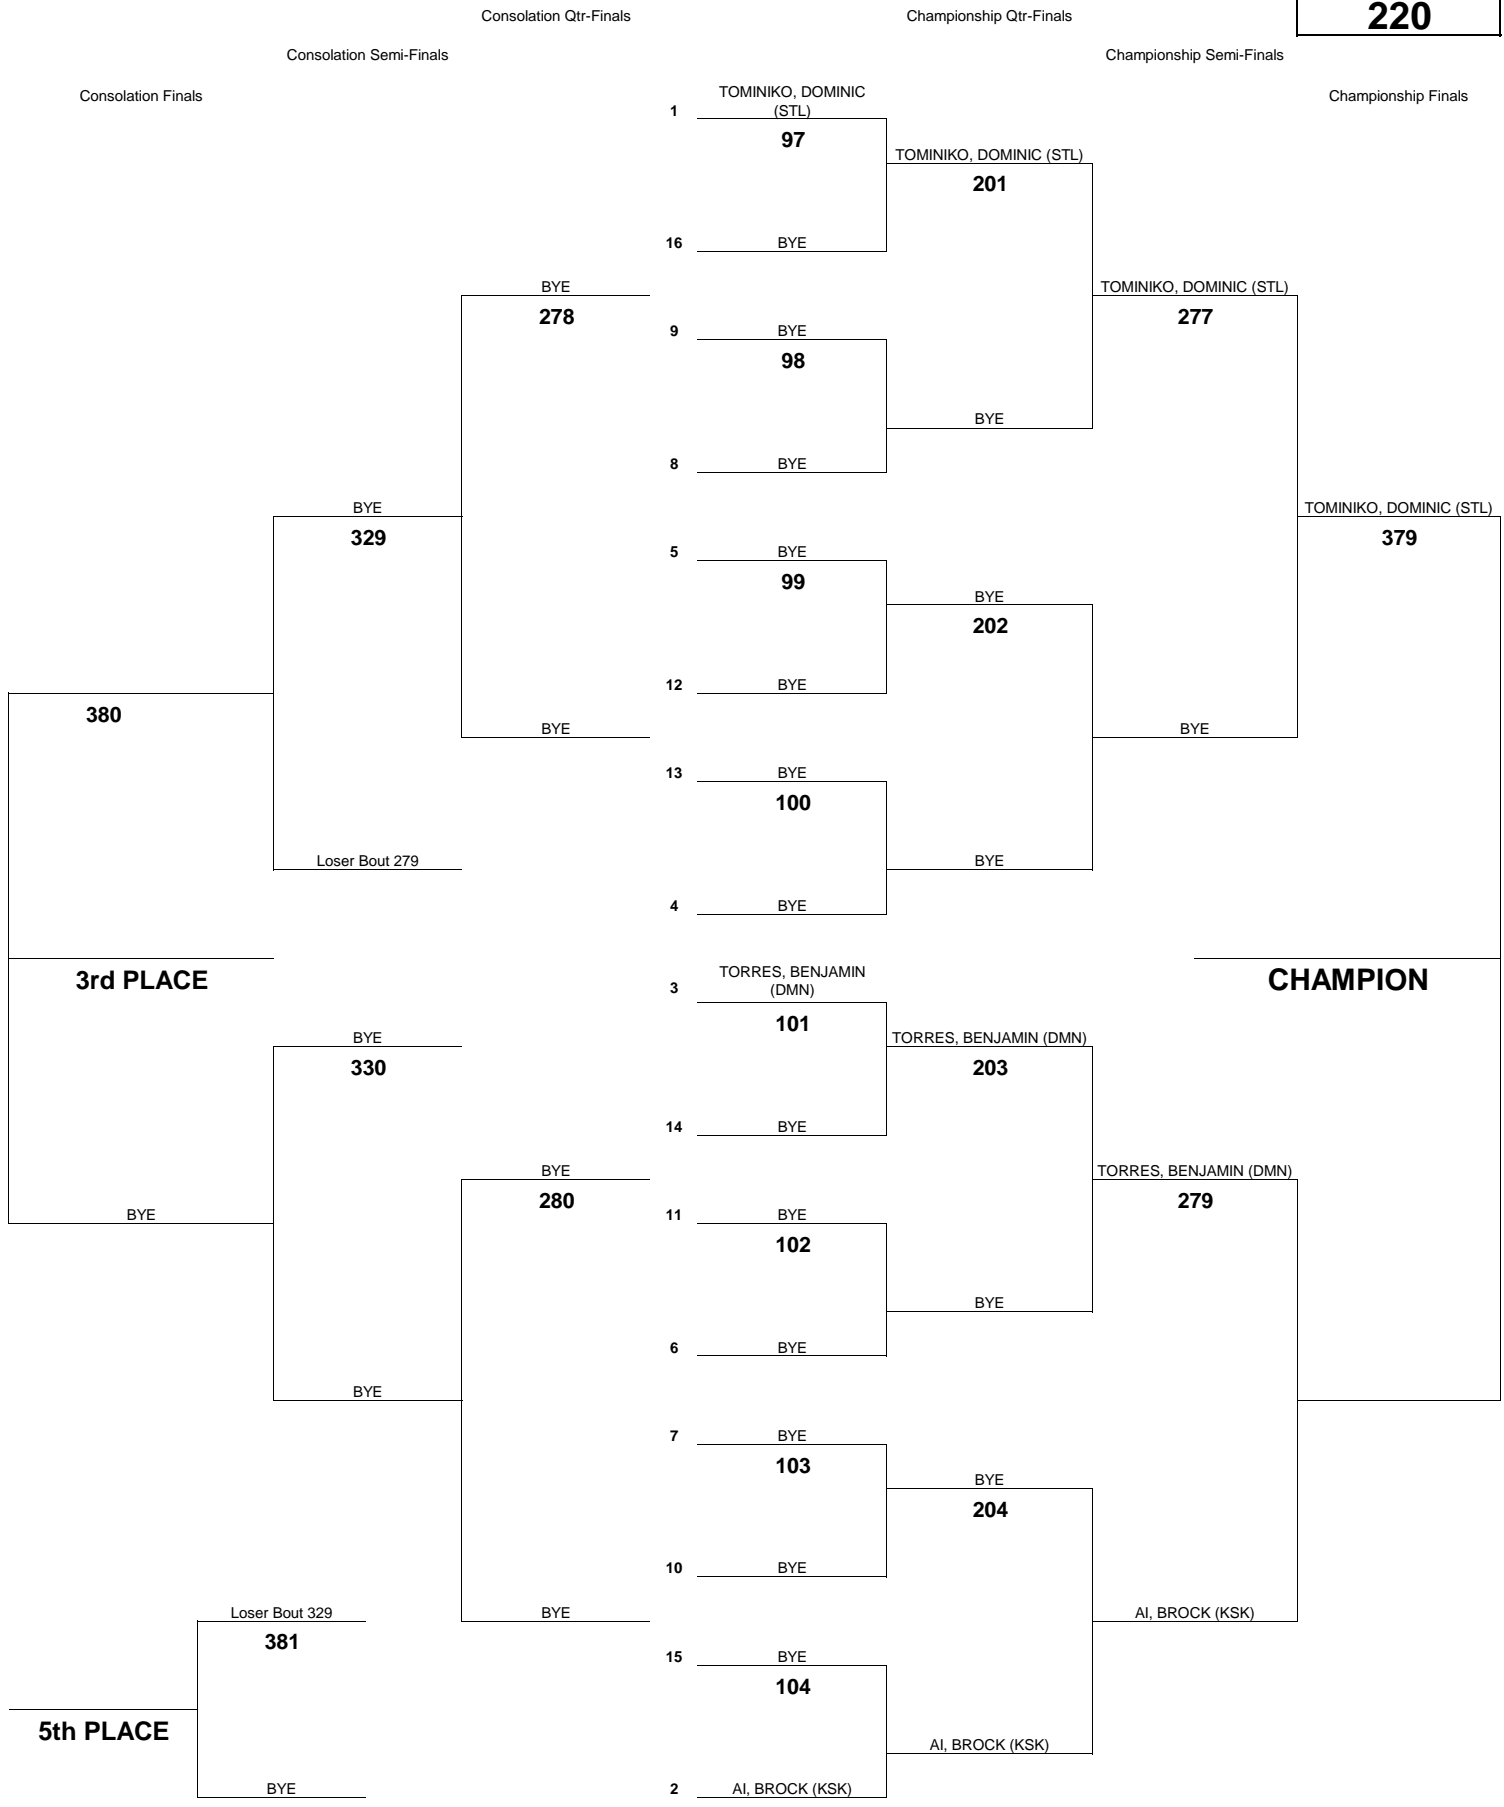 Consolation Qtr-Finals
Championship Qtr-Finals
220
Consolation Semi-Finals
Championship Semi-Finals
Consolation Finals
Championship Finals
1
TOMINIKO, DOMINIC
(STL)
97
TOMINIKO, DOMINIC (STL)
201
16
BYE
BYE
278
TOMINIKO, DOMINIC (STL)
277
9
BYE
98
BYE
8
BYE
BYE
329
TOMINIKO, DOMINIC (STL)
379
5
BYE
99
BYE
202
12
BYE
380
BYE
BYE
13
BYE
100
Loser Bout 279
BYE
4
BYE
3rd PLACE
TORRES, BENJAMIN
(DMN)
3
CHAMPION
101
BYE
330
TORRES, BENJAMIN (DMN)
203
14
BYE
BYE
280
TORRES, BENJAMIN (DMN)
279
BYE
11
BYE
102
BYE
6
BYE
BYE
7
BYE
103
BYE
204
10
BYE
Loser Bout 329
381
BYE
AI, BROCK (KSK)
15
BYE
104
5th PLACE
AI, BROCK (KSK)
BYE
2
AI, BROCK (KSK)